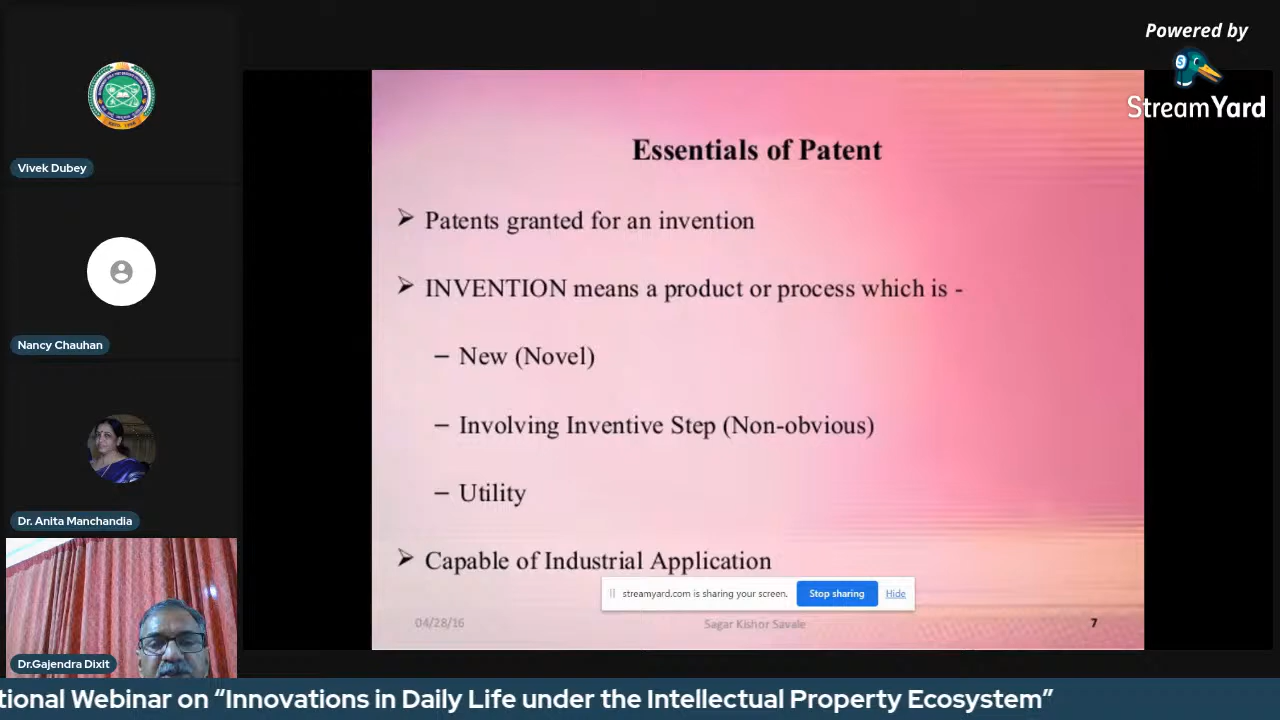 Powered by
StreamYard
Vivek Dubey
Nancy Chauhan
Dr. Anita Manchandia
Dr.Gajendra Dixit
Essentials of Patent
➢ Patents granted for an invention
➢ INVENTION means a product or process which is -
– New (Novel)
– Involving Inventive Step (Non-obvious)
– Utility
➢ Capable of Industrial Application
streamyard.com is sharing your screen. Stop sharing Hide
04/28/16 Sagar Kishor Savale 7
tional Webinar on “Innovations in Daily Life under the Intellectual Property Ecosystem”